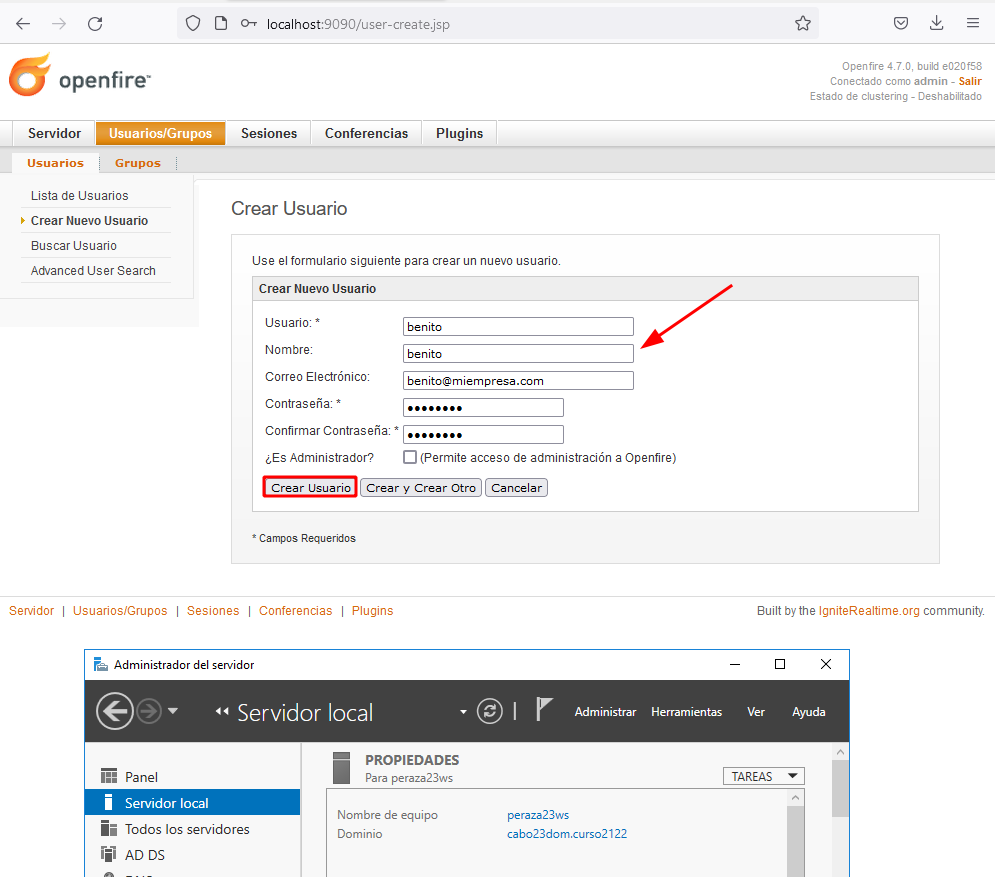 localhost:9090/user-create.jsp
openfire™
Openfire 4.7.0, build e020f58
Conectado como admin - Salir
Estado de clustering - Deshabilitado
Servidor Usuarios/Grupos Sesiones Conferencias Plugins
Usuarios Grupos
Lista de Usuarios
Crear Nuevo Usuario
Buscar Usuario
Advanced User Search
Crear Usuario
Use el formulario siguiente para crear un nuevo usuario.
Crear Nuevo Usuario
Usuario: * benito
Nombre: benito
Correo Electrónico: benito@miempresa.com
Contraseña: * ●●●●●●●●
Confirmar Contraseña: * ●●●●●●●●
¿Es Administrador? (Permite acceso de administración a Openfire)
Crear Usuario Crear y Crear Otro Cancelar
* Campos Requeridos
Servidor | Usuarios/Grupos | Sesiones | Conferencias | Plugins
Built by the IgniteRealtime.org community.
Administrador del servidor
Servidor local
Administrar Herramientas Ver Ayuda
Panel
Servidor local
Todos los servidores
AD DS
PROPIEDADES
Para peraza23ws
TAREAS
Nombre de equipo peraza23ws
Dominio cabo23dom.curso2122